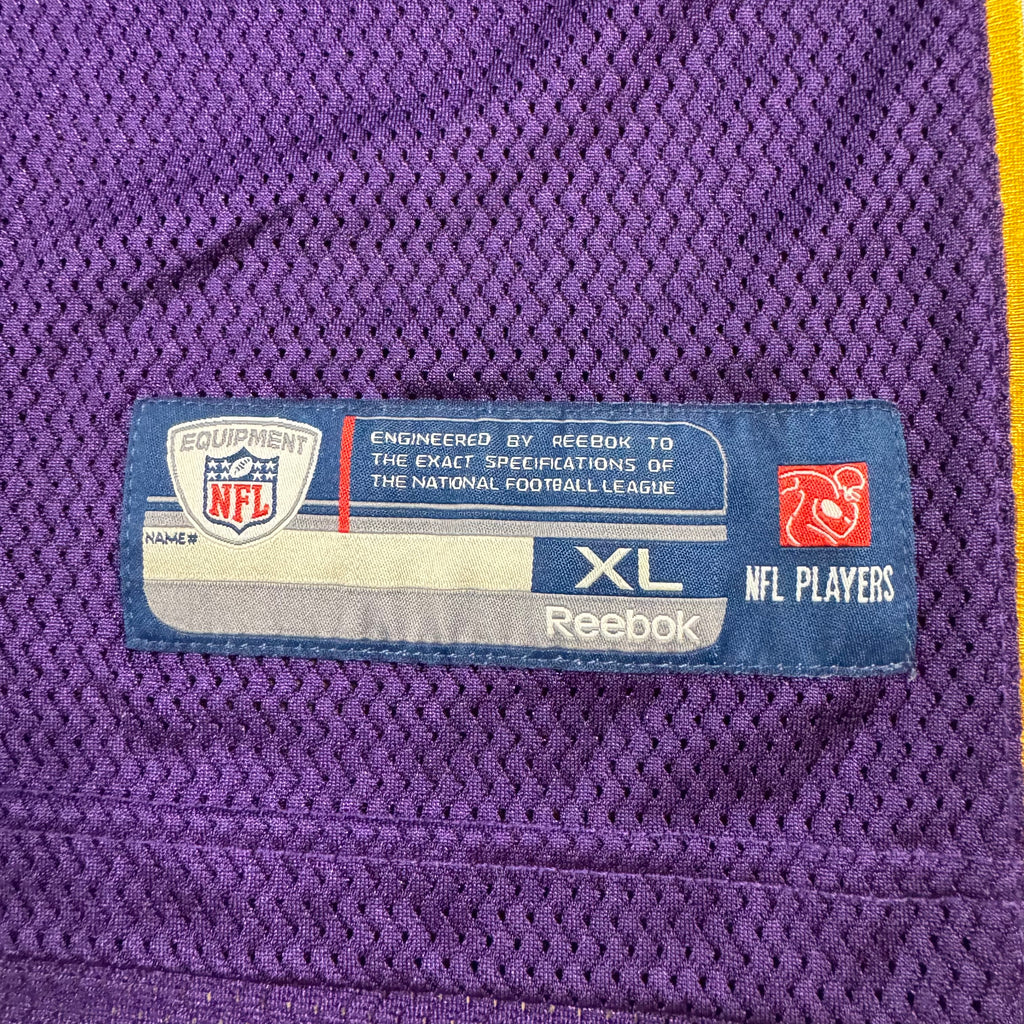 EQUIPMENT
NFL
ENGINEERED BY REEBOK TO
THE EXACT SPECIFICATIONS OF
THE NATIONAL FOOTBALL LEAGUE
NAME#
XL
Reebok
NFL PLAYERS